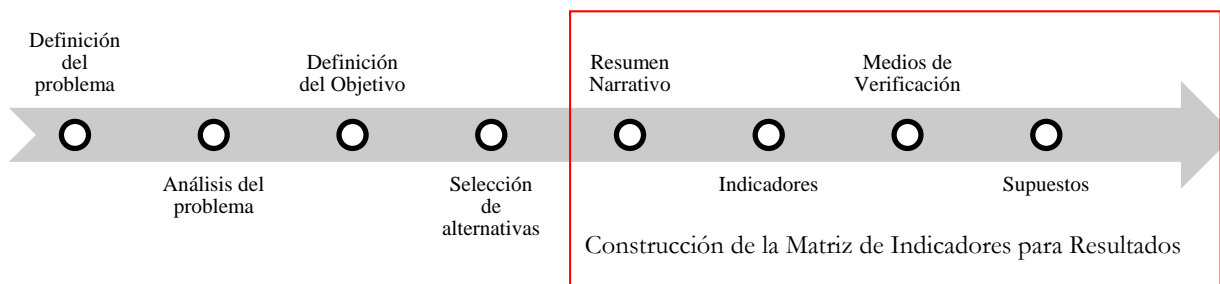 Definición
del
problema
Análisis del
problema
Definición
del Objetivo
Selección
de
alternativas
Resumen
Narrativo
Indicadores
Medios de
Verificación
Supuestos
Construcción de la Matriz de Indicadores para Resultados